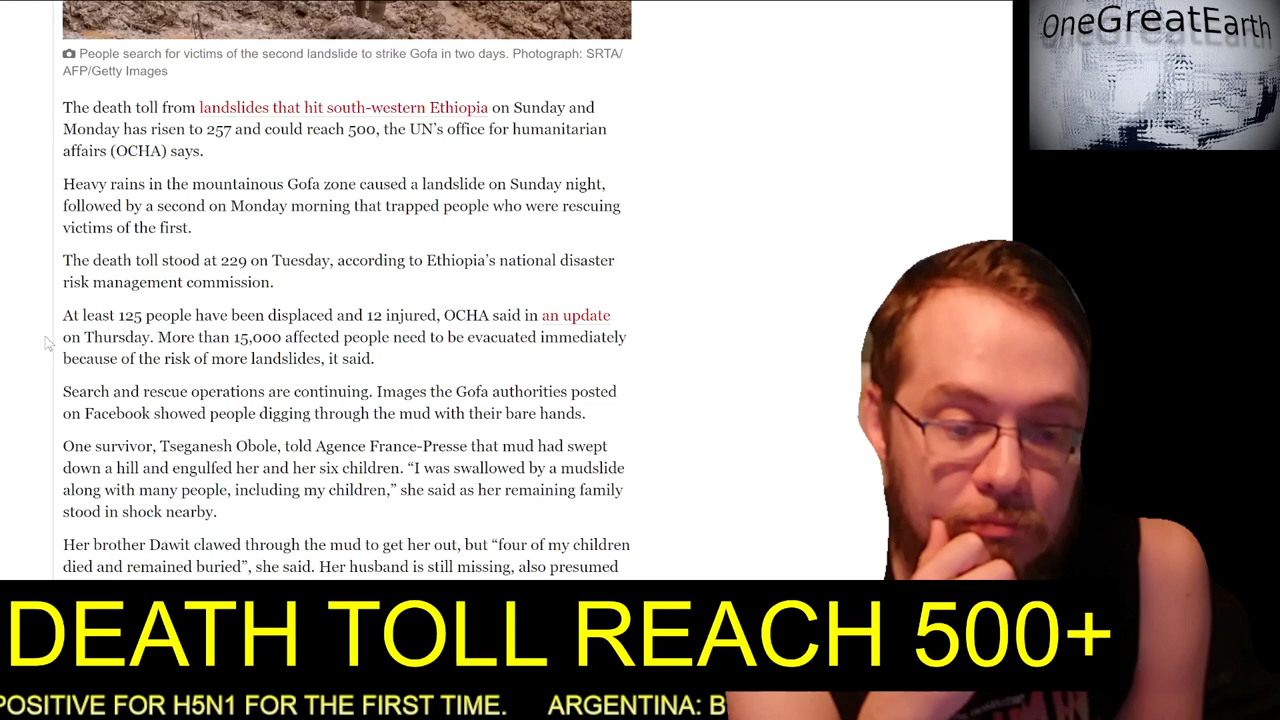 OneGreatEarth
People search for victims of the second landslide to strike Gofa in two days. Photograph: SRTA/
AFP/Getty Images
The death toll from landslides that hit south-western Ethiopia on Sunday and
Monday has risen to 257 and could reach 500, the UN’s office for humanitarian
affairs (OCHA) says.
Heavy rains in the mountainous Gofa zone caused a landslide on Sunday night,
followed by a second on Monday morning that trapped people who were rescuing
victims of the first.
The death toll stood at 229 on Tuesday, according to Ethiopia’s national disaster
risk management commission.
At least 125 people have been displaced and 12 injured, OCHA said in an update
on Thursday. More than 15,000 affected people need to be evacuated immediately
because of the risk of more landslides, it said.
Search and rescue operations are continuing. Images the Gofa authorities posted
on Facebook showed people digging through the mud with their bare hands.
One survivor, Tseganesh Obole, told Agence France-Presse that mud had swept
down a hill and engulfed her and her six children. “I was swallowed by a mudslide
along with many people, including my children,” she said as her remaining family
stood in shock nearby.
Her brother Dawit clawed through the mud to get her out, but “four of my children
died and remained buried”, she said. Her husband is still missing, also presumed
DEATH TOLL REACH 500+
POSITIVE FOR H5N1 FOR THE FIRST TIME. ARGENTINA: B